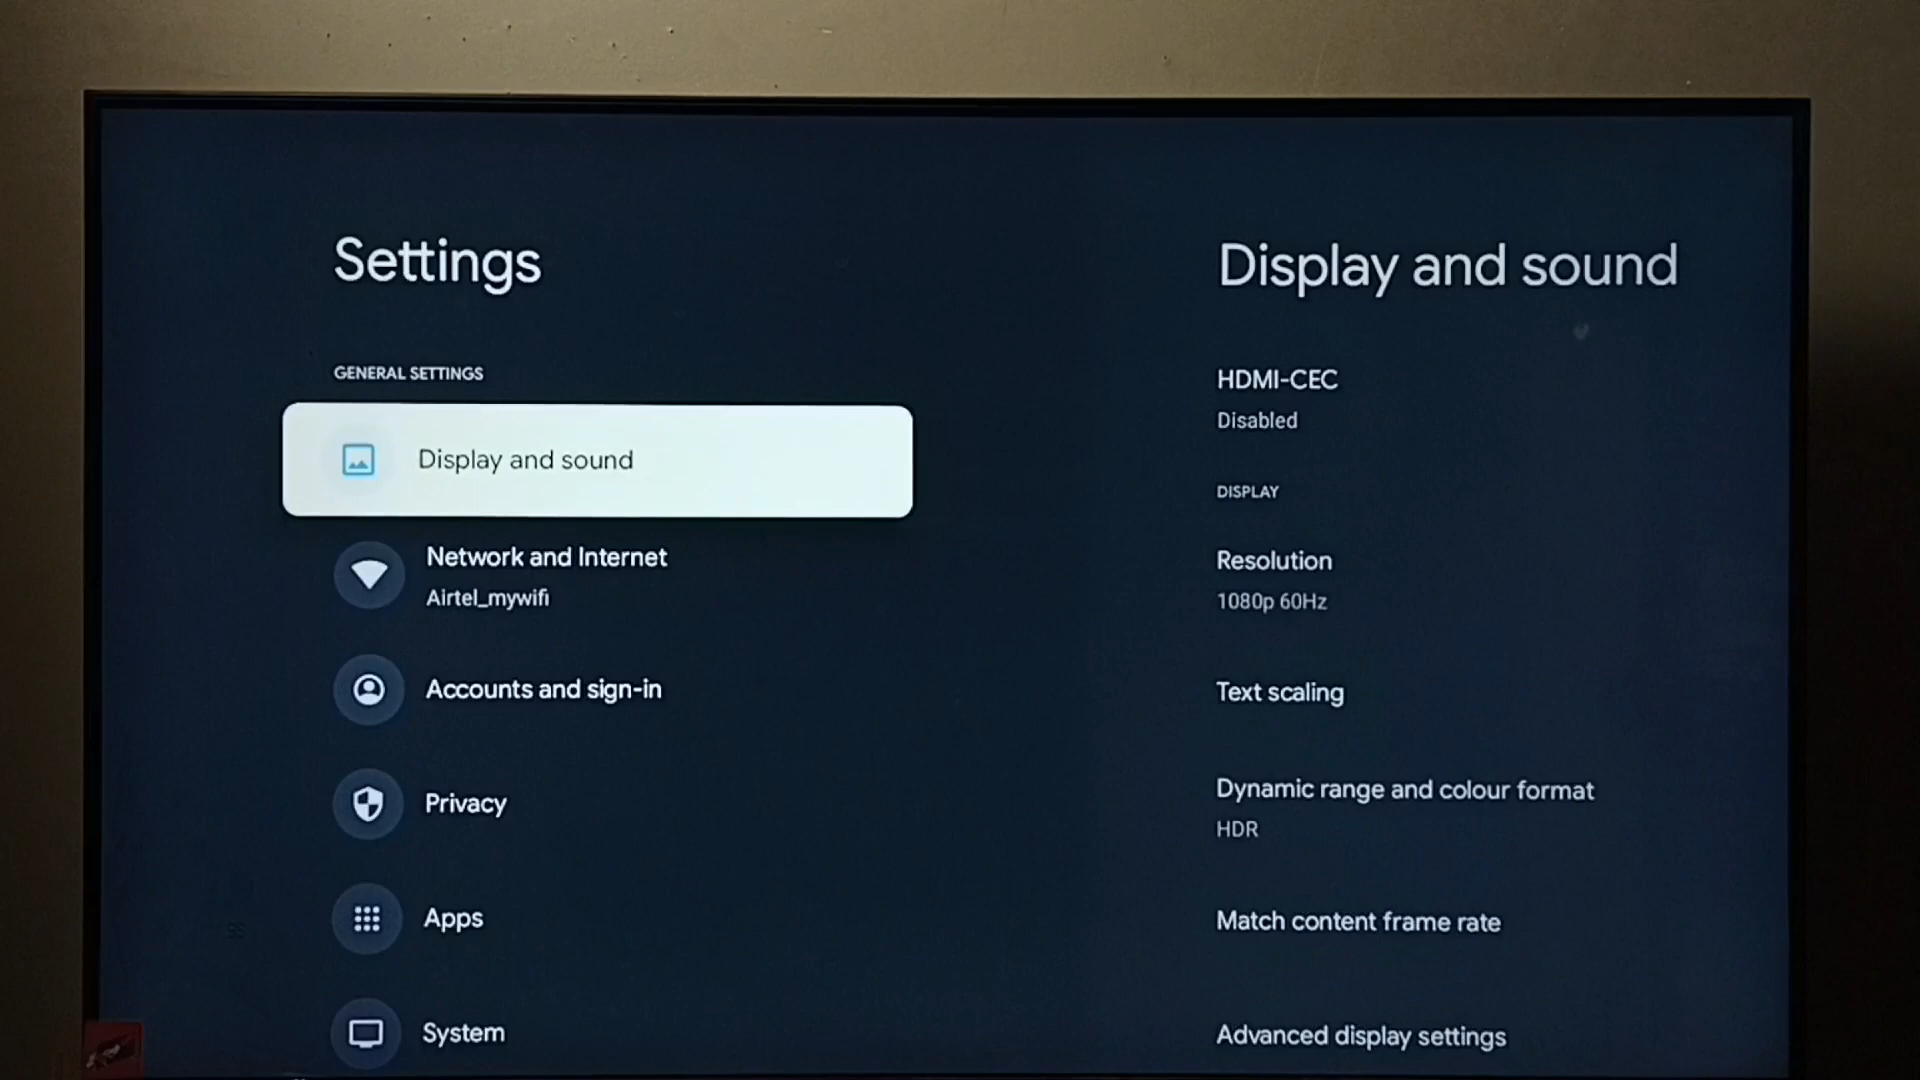 Settings
GENERAL SETTINGS
Display and sound
Network and Internet
Airtel_mywifi
Accounts and sign-in
Privacy
Apps
System
Display and sound
HDMI-CEC
Disabled
DISPLAY
Resolution
1080p 60Hz
Text scaling
Dynamic range and colour format
HDR
Match content frame rate
Advanced display settings